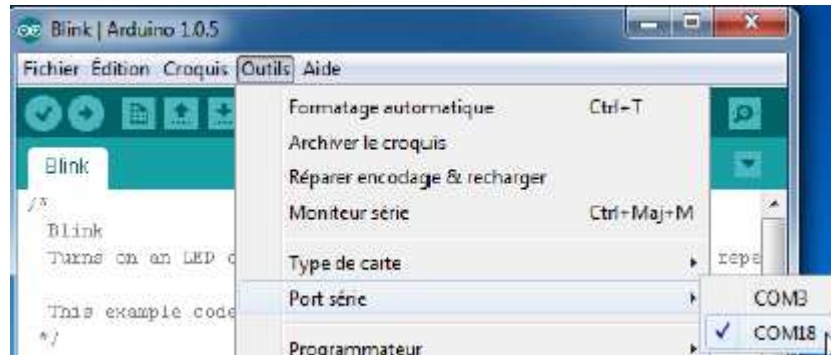 Blink | Arduino 1.0.5
Fichier Édition Croquis Outils Aide
Formatage automatique Ctrl+T
Archiver le croquis
Blink
Réparer encodage & recharger
Moniteur série Ctrl+Maj+M
/*
Blink
Turns on an LED
repe
Type de carte
Port série
COM3
This example code
COM18
*/
Programmateur